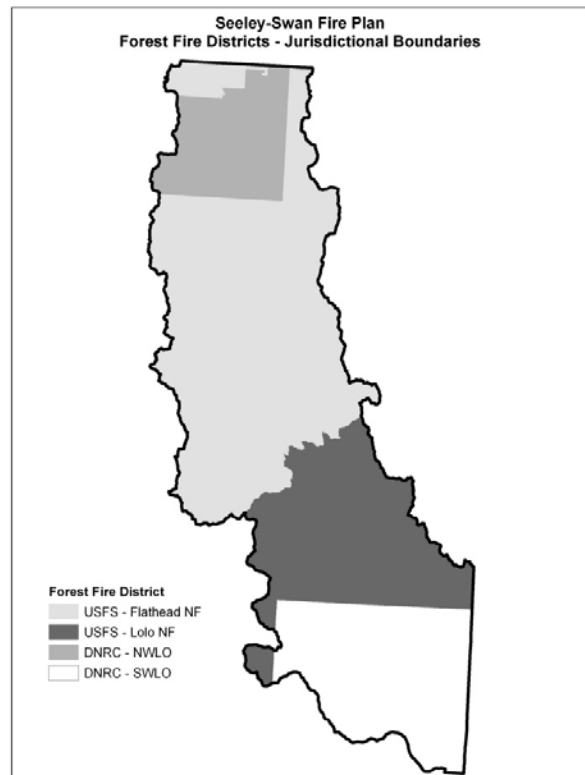 Seeley-Swan Fire Plan
Forest Fire Districts - Jurisdictional Boundaries
Forest Fire District
USFS - Flathead NF
USFS - Lolo NF
DNRC - NWLO
DNRC - SWLO